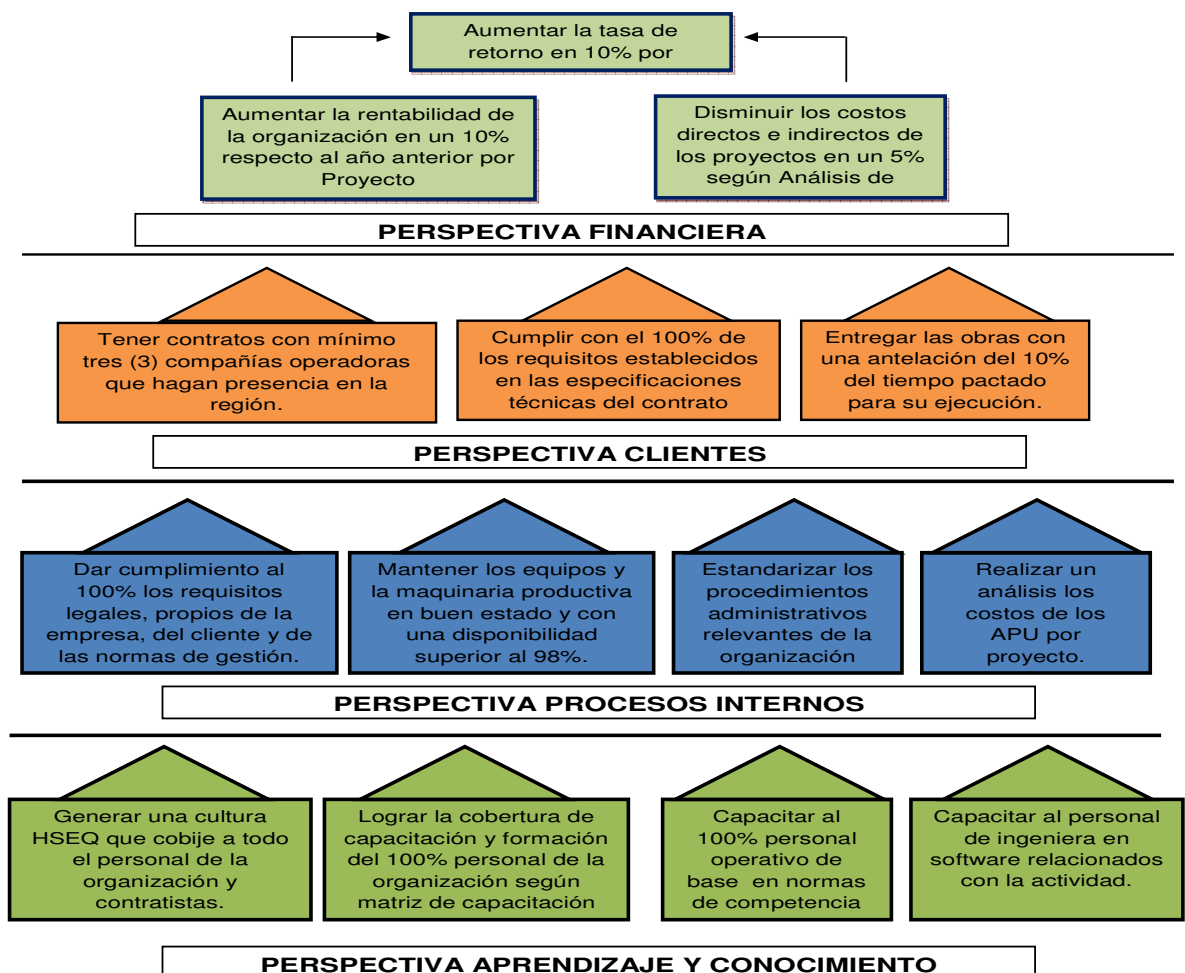 Aumentar la tasa de
retorno en 10% por
Aumentar la rentabilidad de
la organización en un 10%
respecto al año anterior por
Proyecto
Disminuir los costos
directos e indirectos de
los proyectos en un 5%
según Análisis de
PERSPECTIVA FINANCIERA
Tener contratos con mínimo
tres (3) compañías operadoras
que hagan presencia en la
región.
Cumplir con el 100% de
los requisitos establecidos
en las especificaciones
técnicas del contrato
Entregar las obras con
una antelación del 10%
del tiempo pactado
para su ejecución.
PERSPECTIVA CLIENTES
Dar cumplimiento al
100% los requisitos
legales, propios de la
empresa, del cliente y de
las normas de gestión.
Mantener los equipos y
la maquinaria productiva
en buen estado y con
una disponibilidad
superior al 98%.
Estandarizar los
procedimientos
administrativos
relevantes de la
organización
Realizar un
análisis los
costos de los
APU por
proyecto.
PERSPECTIVA PROCESOS INTERNOS
Generar una cultura
HSEQ que cobije a todo
el personal de la
organización y
contratistas.
Lograr la cobertura de
capacitación y formación
del 100% personal de la
organización según
matriz de capacitación
Capacitar al
100% personal
operativo de
base en normas
de competencia
Capacitar al personal
de ingeniera en
software relacionados
con la actividad.
PERSPECTIVA APRENDIZAJE Y CONOCIMIENTO